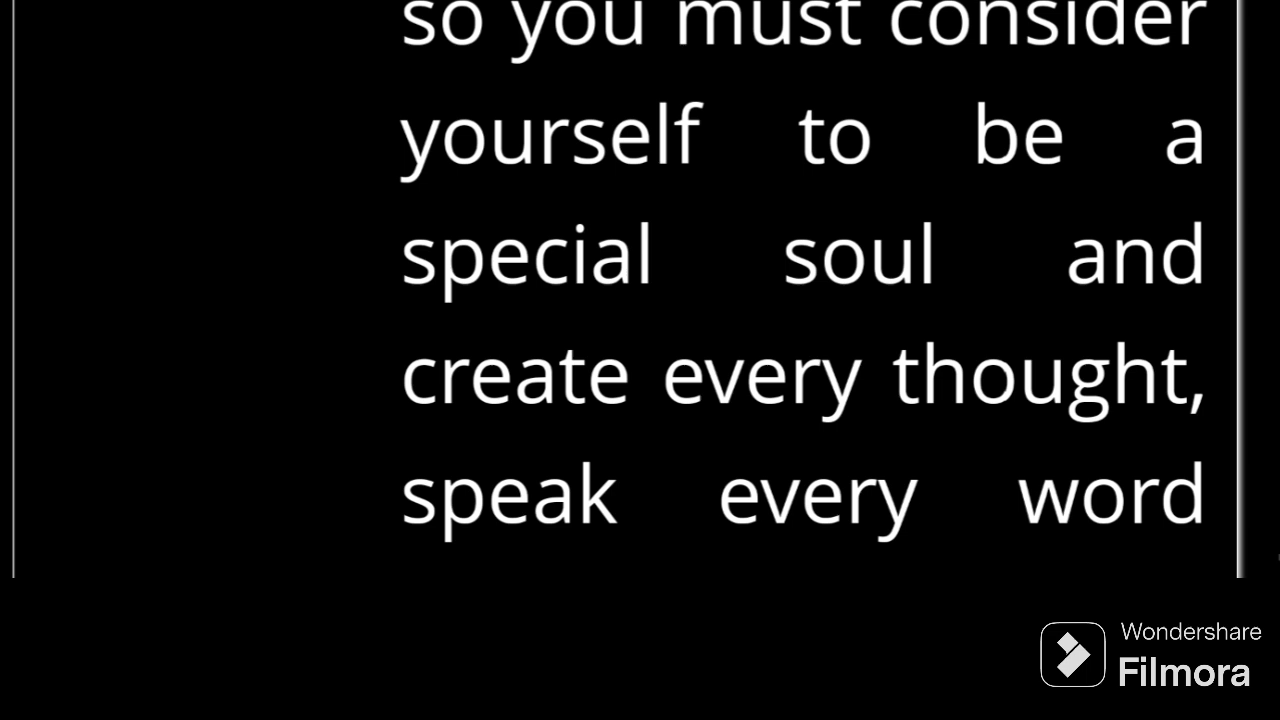 so you must consider
yourself to be a
special soul and
create every thought,
speak every word
Wondershare
Filmora